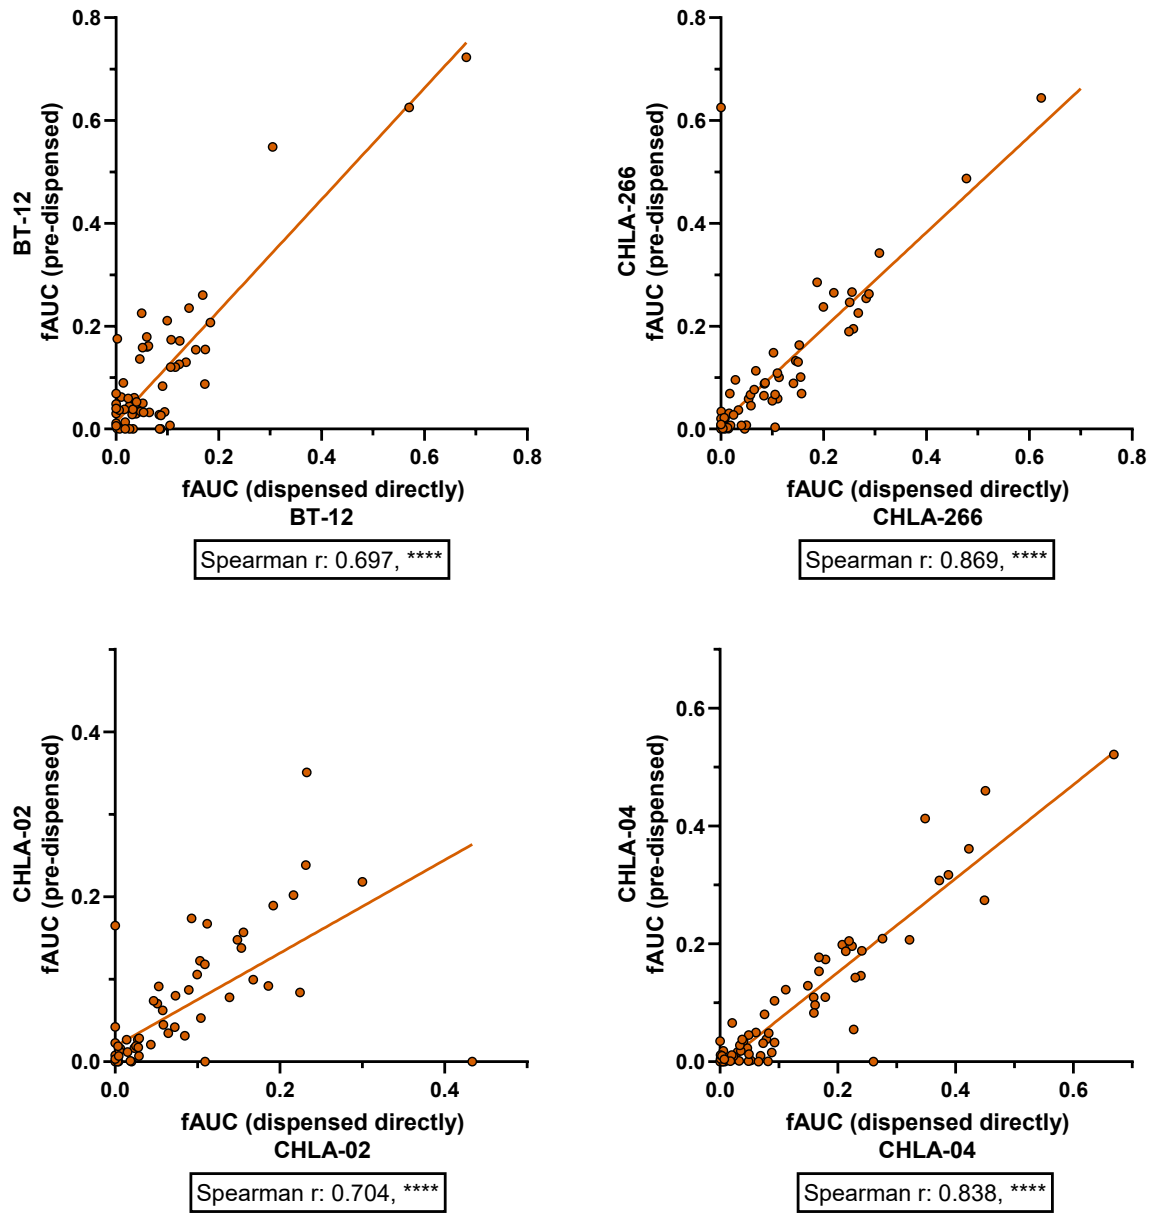 0.8
0.6
0.4
0.2
0.0
BT-12
fAUC (pre-dispensed)
0.0 0.2 0.4 0.6 0.8
fAUC (dispensed directly)
BT-12
Spearman r: 0.697, ****
0.8
0.6
0.4
0.2
0.0
CHLA-266
fAUC (pre-dispensed)
0.0 0.2 0.4 0.6 0.8
fAUC (dispensed directly)
CHLA-266
Spearman r: 0.869, ****
0.4
0.2
0.0
CHLA-02
fAUC (pre-dispensed)
0.0 0.2 0.4
fAUC (dispensed directly)
CHLA-02
Spearman r: 0.704, ****
0.6
0.4
0.2
0.0
CHLA-04
fAUC (pre-dispensed)
0.0 0.2 0.4 0.6
fAUC (dispensed directly)
CHLA-04
Spearman r: 0.838, ****